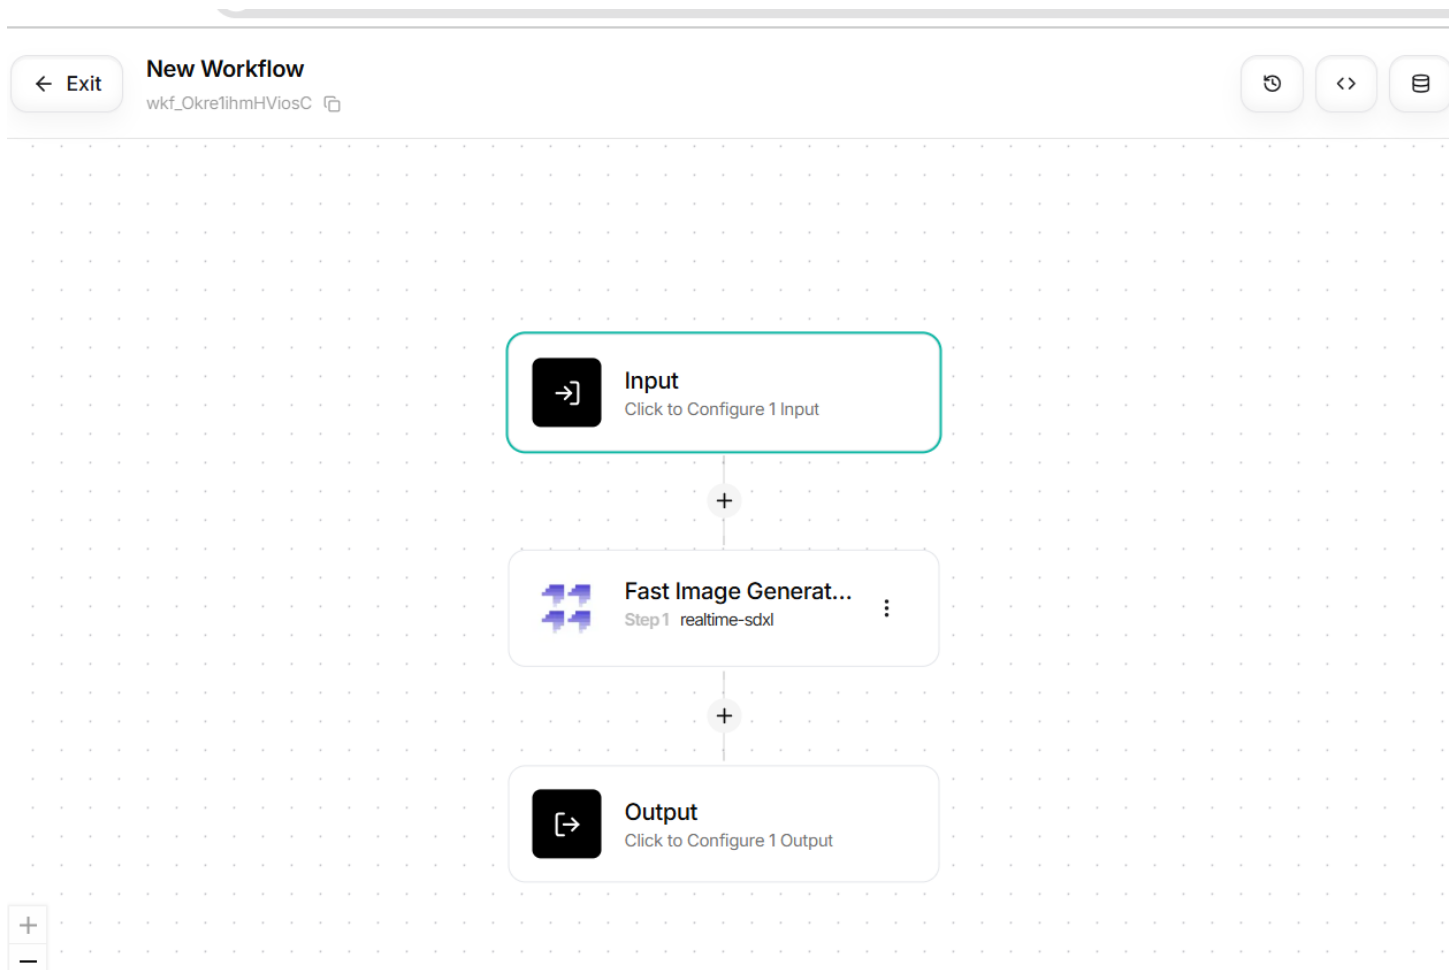 Exit
New Workflow
wkf_Okre1ihmHViosC
Input
Click to Configure 1 Input
Fast Image Generat...
Step 1 realtime-sdxl
Output
Click to Configure 1 Output